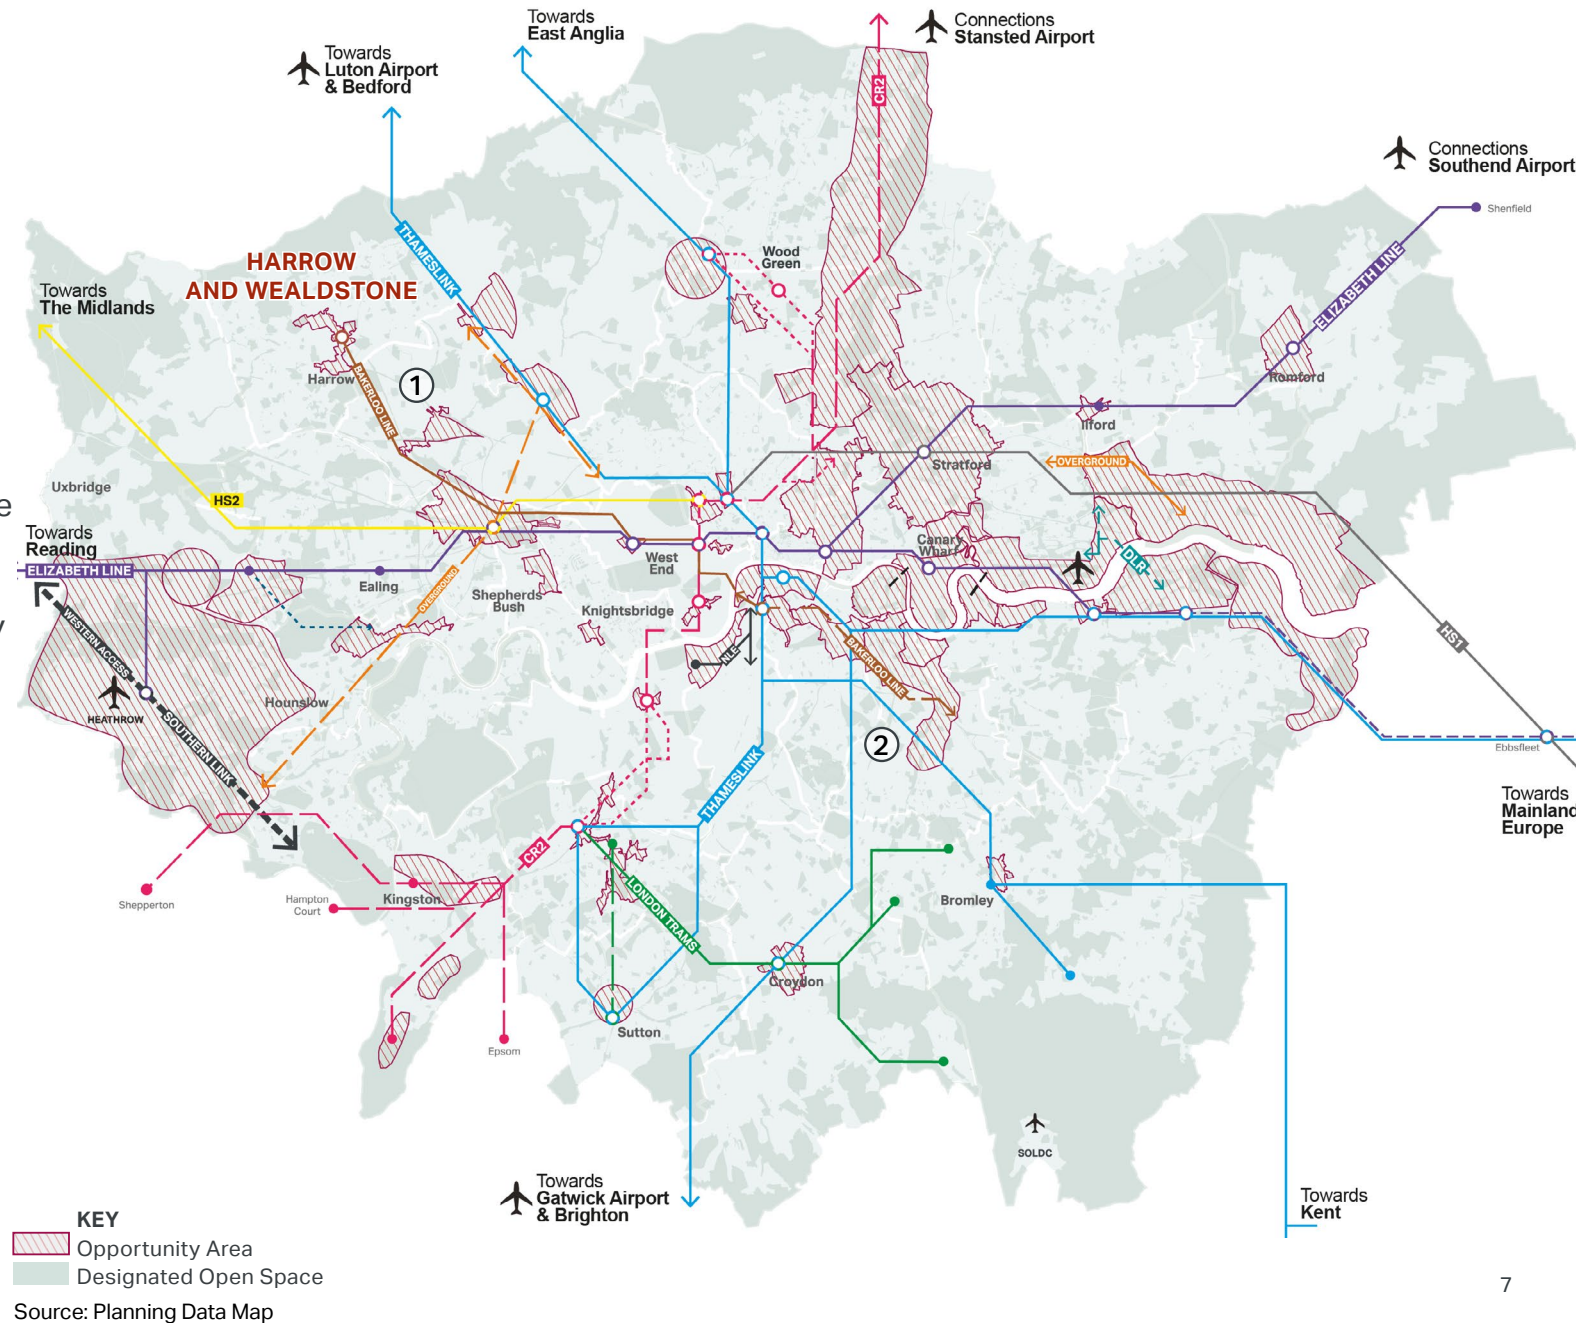 Towards
East Anglia
Connections
Stansted Airport
Towards
Luton Airport
& Bedford
CR2
Connections
Southend Airport
Shenfield
THAMESLINK
Wood
Green
ELIZABETH LINE
HARROW
AND WEALDSTONE
Towards
The Midlands
Harrow
BAKERLOO LINE
1
Romford
Ilford
Stratford
OVERGROUND
Uxbridge
HS2
Towards
Reading
ELIZABETH LINE
West
End
Canary
Wharf
DLR
Ealing
OVERGROUND
Shepherds
Bush
Knightsbridge
WESTERN ACCESS
NLE
BAKERLOO LINE
HS1
HEATHROW
Hounslow
SOUTHERN LINK
2
Ebbsfleet
THAMESLINK
Towards
Mainland
Europe
CR2
Shepperton
Hampton
Court
Kingston
LONDON TRAMS
Bromley
Croydon
Sutton
Epsom
SOLDC
Towards
Gatwick Airport
& Brighton
Towards
Kent
KEY
Opportunity Area
Designated Open Space
Source: Planning Data Map
7